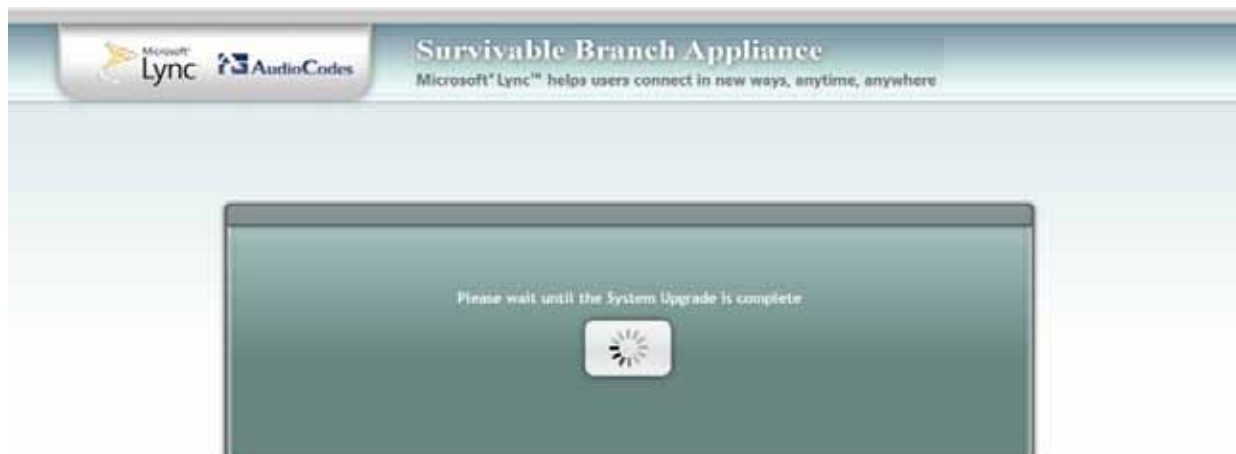 Microsoft
Lync
AudioCodes
Survivable Branch Appliance
Microsoft® Lync™ helps users connect in new ways, anytime, anywhere
Please wait until the System Upgrade is complete